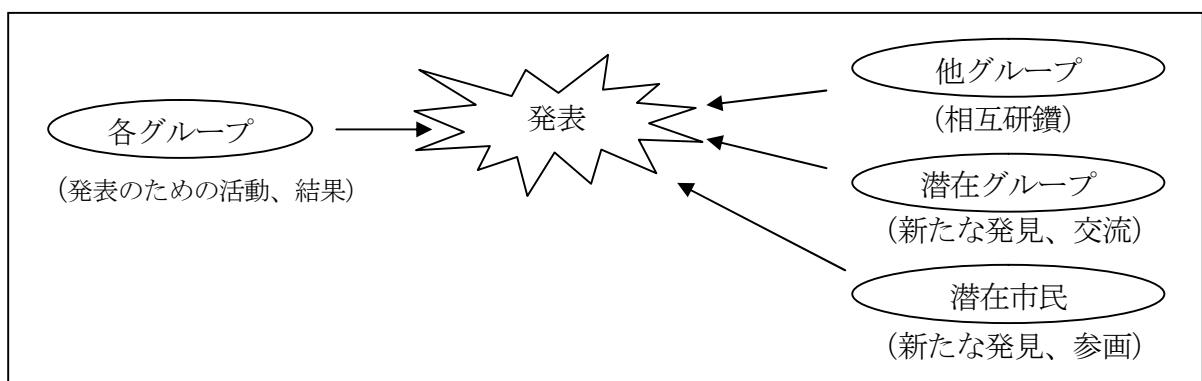 各グループ
(発表のための活動、結果)
発表
他グループ
(相互研鑽)
潜在グループ
(新たな発見、交流)
潜在市民
(新たな発見、参画)